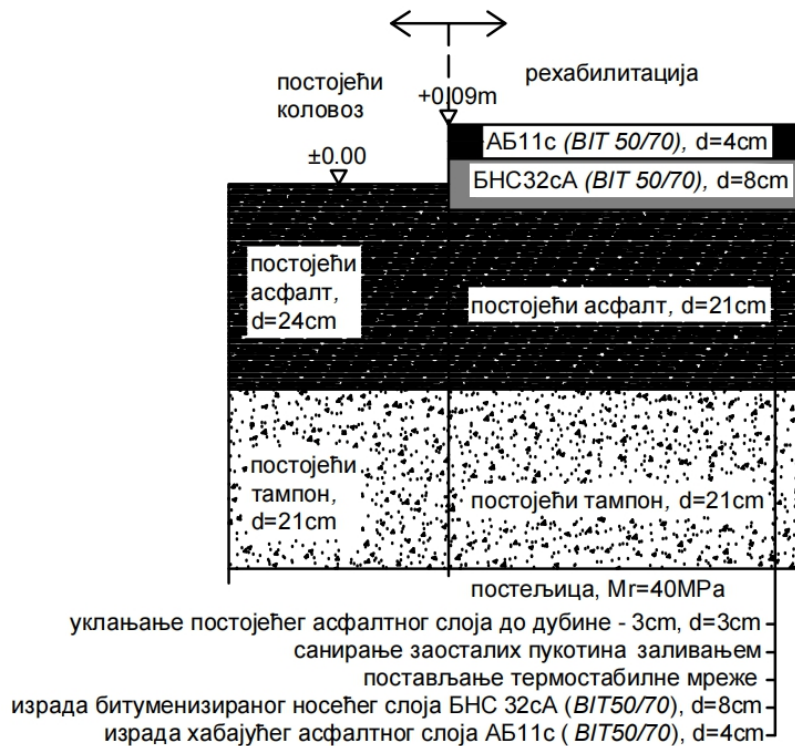 постојећи
коловоз
рехабилитација
+0.09m
±0.00
АБ11с (BIT 50/70), d=4cm
БНС32сА (BIT 50/70), d=8cm
постојећи
асфалт,
d=24cm
постојећи асфалт, d=21cm
постојећи
тампон,
d=21cm
постојећи тампон, d=21cm
постељица, Mr=40MPa
уклањање постојећег асфалтног слоја до дубине - 3cm, d=3cm
санирање заосталих пукотина заливањем
постављање термостабилне мреже
израда битуменизираног носећег слоја БНС 32сА (BIT50/70), d=8cm
израда хабајућег асфалтног слоја АБ11с ( BIT50/70), d=4cm